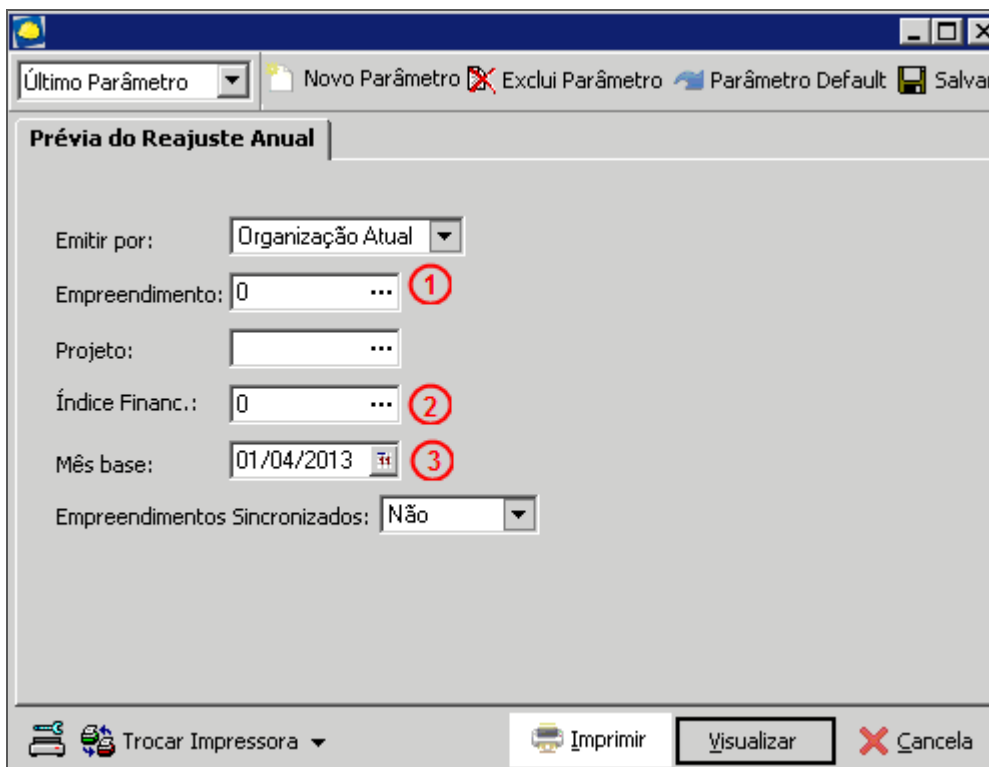 Último Parâmetro Novo Parâmetro Exclui Parâmetro Parâmetro Default Salvar
Prévia do Reajuste Anual
Emitir por: Organização Atual
Empreendimento: 0 ... 1
Projeto: ...
Índice Financ.: 0 ... 2
Mês base: 01/04/2013 11 3
Empreendimentos Sincronizados: Não
Trocar Impressora Imprimir Visualizar Cancela